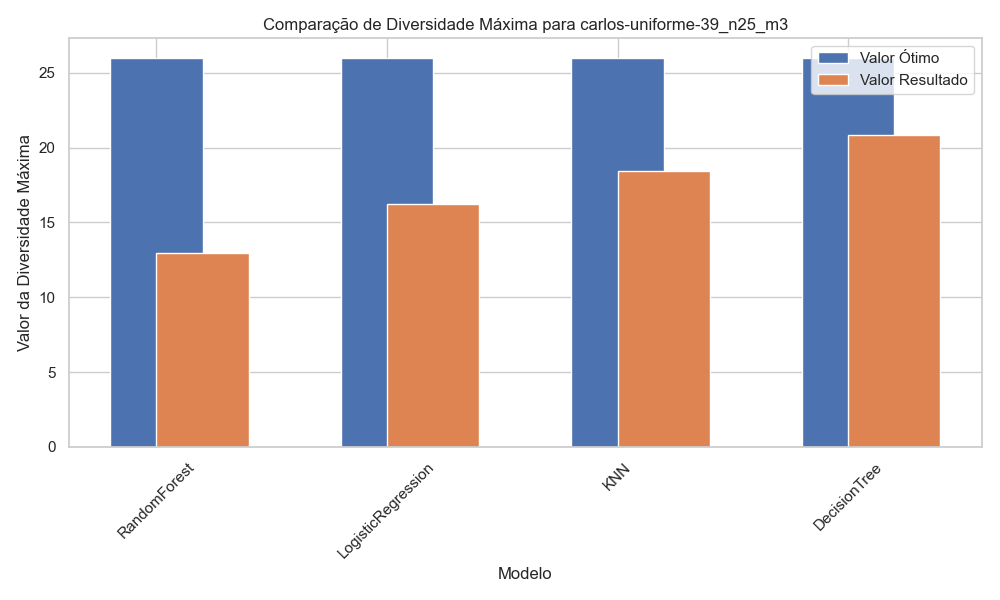 Comparação de Diversidade Máxima para carlos-uniforme-39_n25_m3
Valor Ótimo
Valor Resultado
Valor da Diversidade Máxima
25
20
15
10
5
0
RandomForest
LogisticRegression
KNN
DecisionTree
Modelo